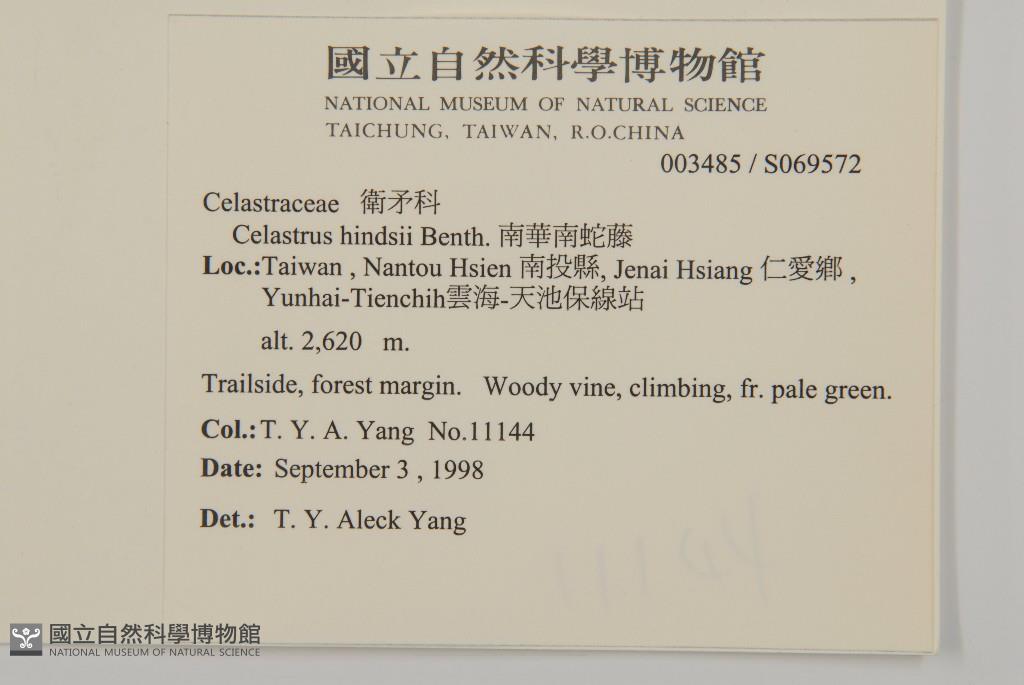 國立自然科學博物館
NATIONAL MUSEUM OF NATURAL SCIENCE
TAICHUNG, TAIWAN, R.O.CHINA
003485 / S069572
Celastraceae 衛矛科
Celastrus hindsii Benth. 南華南蛇藤
Loc.:Taiwan , Nantou Hsien 南投縣, Jenai Hsiang 仁愛鄉 ,
Yunhai-Tienchih雲海-天池保線站
alt. 2,620 m.
Trailside, forest margin. Woody vine, climbing, fr. pale green.
Col.: T. Y. A. Yang No.11144
Date: September 3 , 1998
Det.: T. Y. Aleck Yang
國立自然科學博物館
NATIONAL MUSEUM OF NATURAL SCIENCE